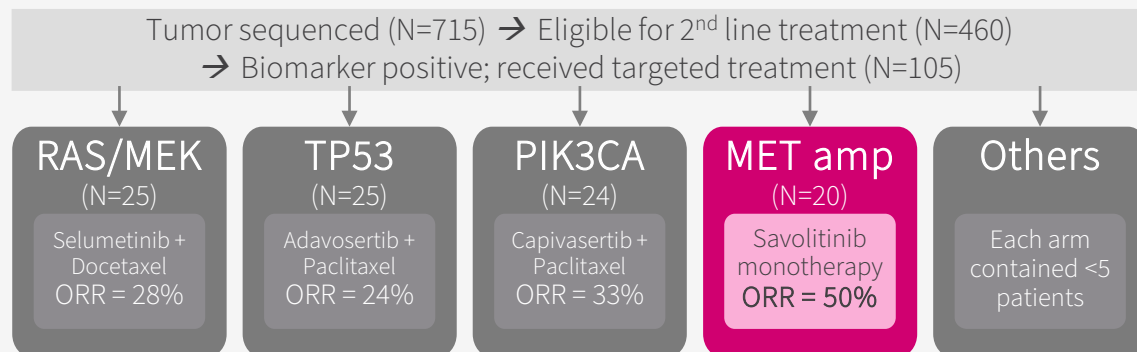 Tumor sequenced (N=715) → Eligible for 2nd line treatment (N=460)
→ Biomarker positive; received targeted treatment (N=105)
RAS/MEK
(N=25)
Selumetinib +
Docetaxel
ORR = 28%
TP53
(N=25)
Adavosertib +
Paclitaxel
ORR = 24%
PIK3CA
(N=24)
Capivasertib +
Paclitaxel
ORR = 33%
MET amp
(N=20)
Savolitinib
monotherapy
ORR = 50%
Others
Each arm
contained <5
patients